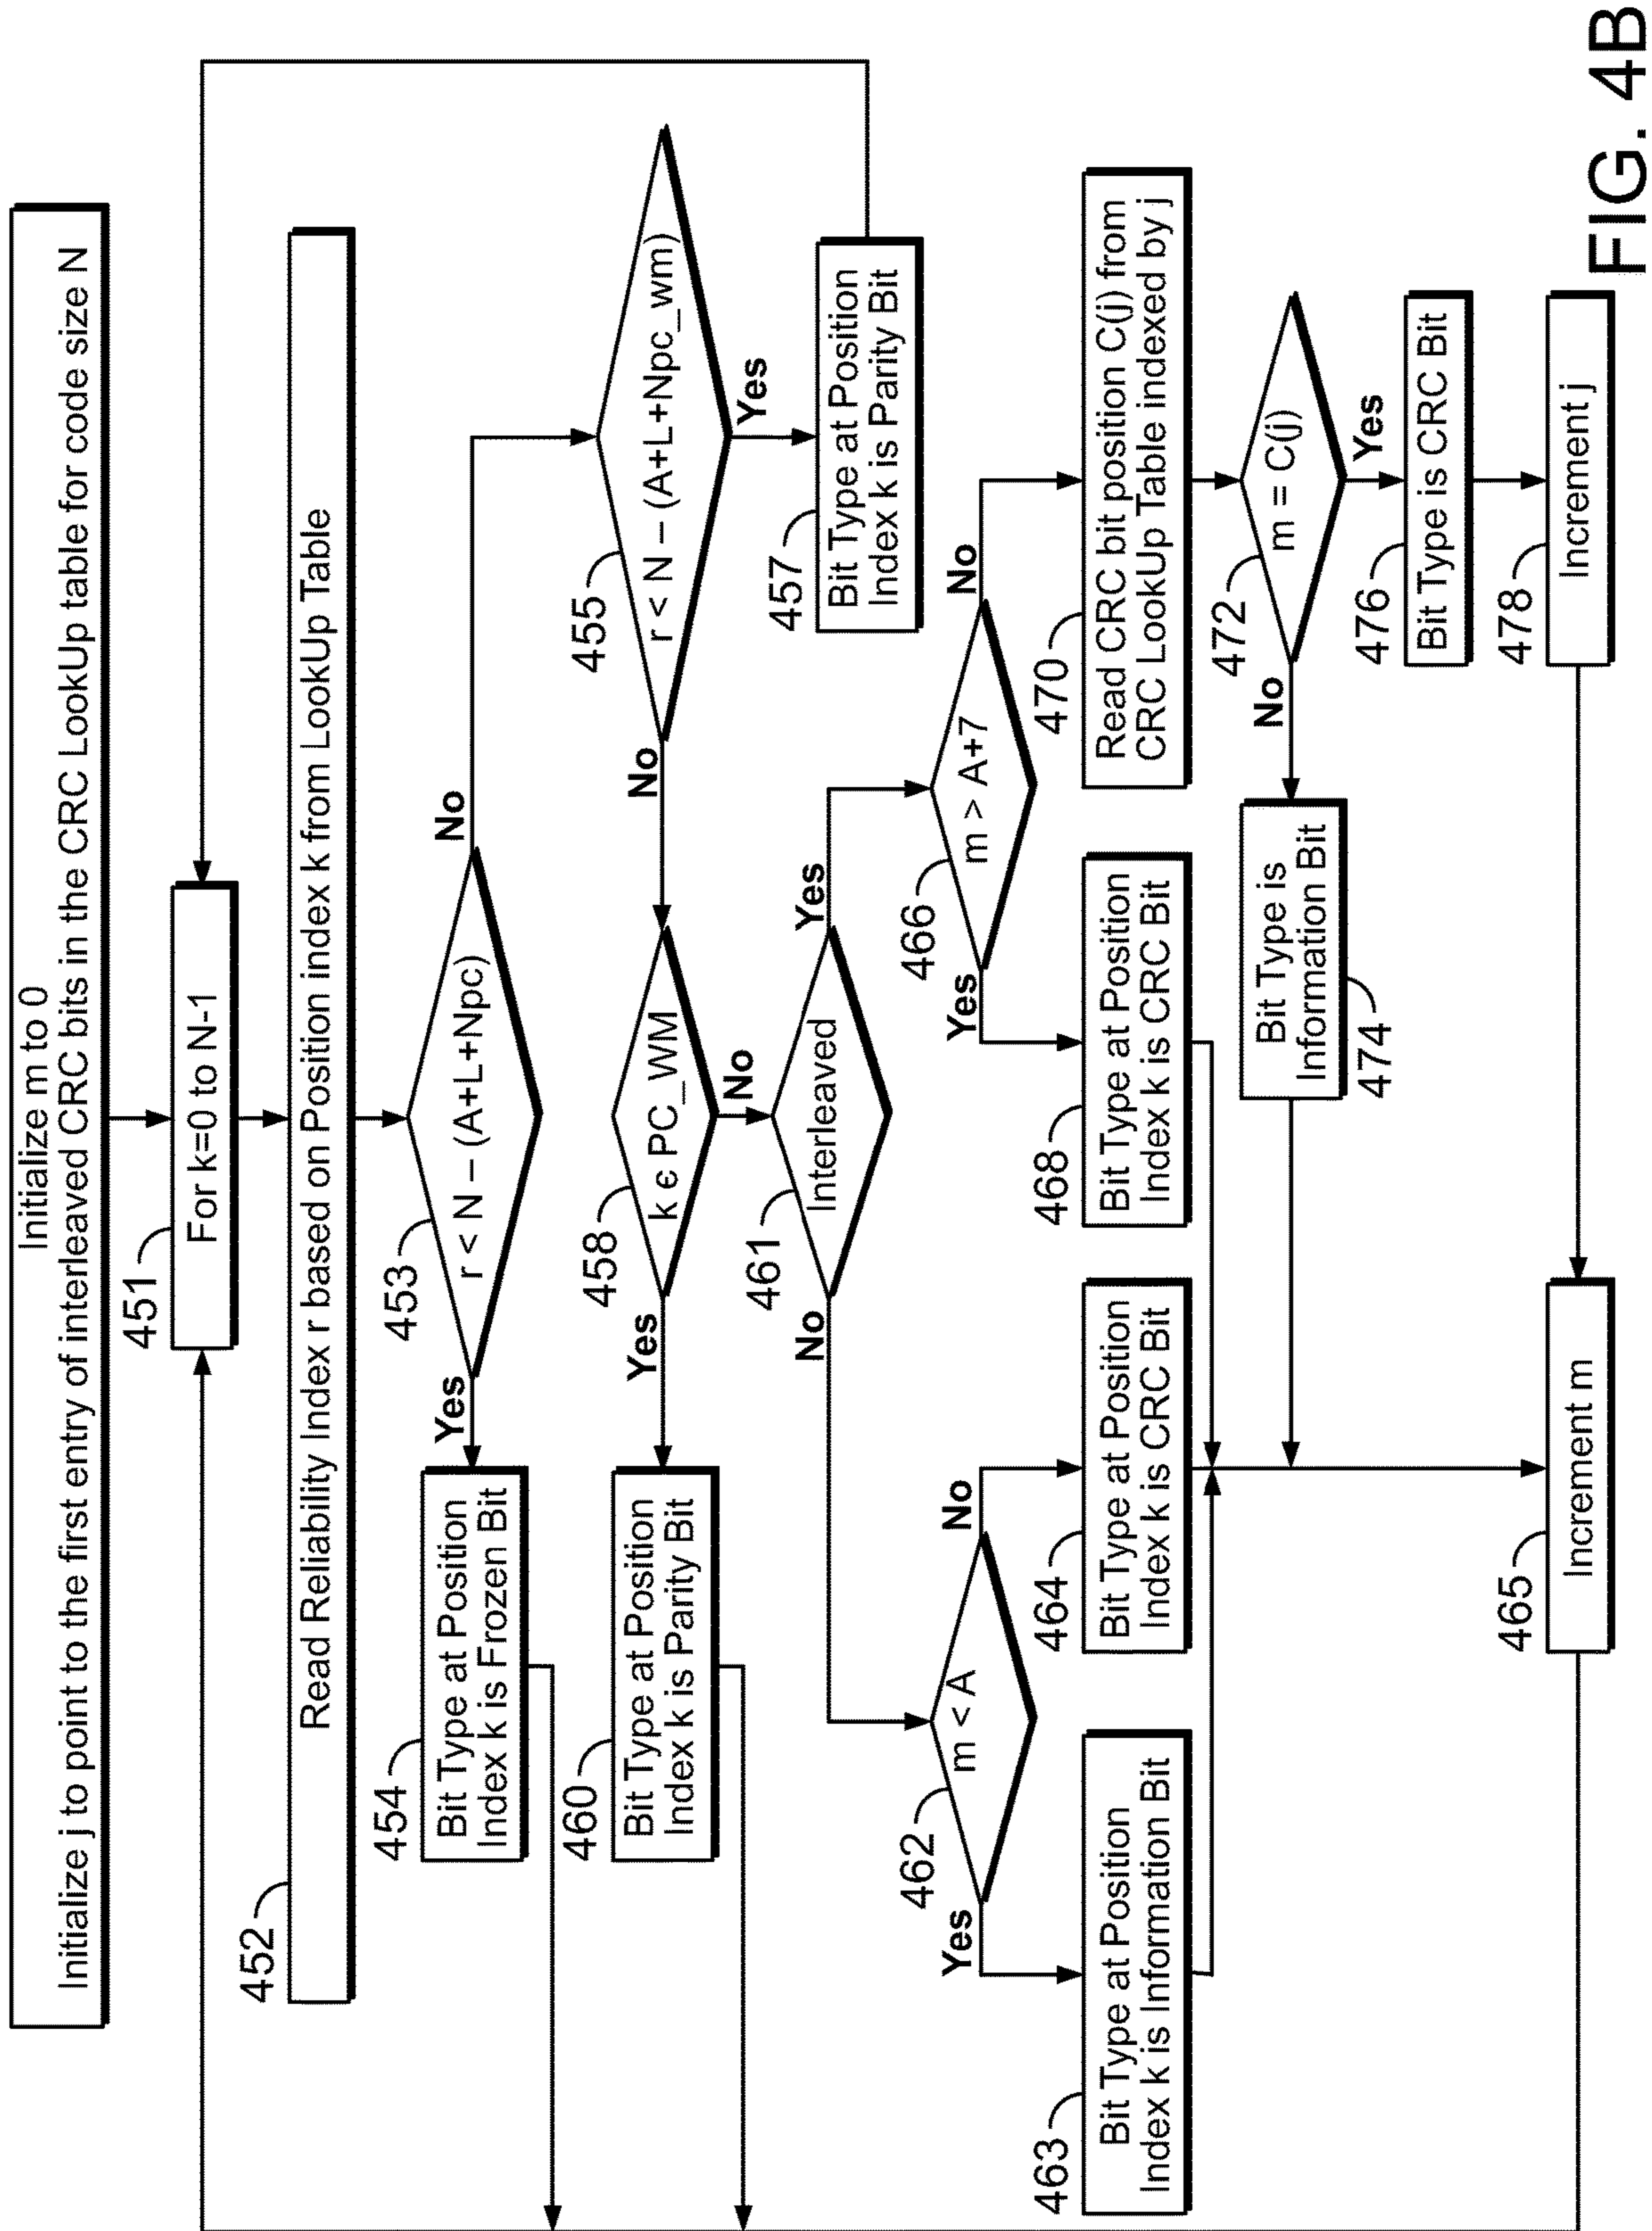 Initialize m to 0
Initialize j to point to the first entry of interleaved CRC bits in the CRC LookUp table for code size N
451
For k=0 to N-1
452
Read Reliability Index r based on Position index k from LookUp Table
453
r < N – (A+L+Npc)
Yes
No
454
Bit Type at Position
Index k is Frozen Bit
455
r < N – (A+L+Npc_wm)
No
Yes
457
Bit Type at Position
Index k is Parity Bit
458
k ϵ PC_WM
Yes
No
460
Bit Type at Position
Index k is Parity Bit
461
Interleaved
No
Yes
462
m < A
Yes
No
466
m > A+7
Yes
No
463
Bit Type at Position
Index k is Information Bit
464
Bit Type at Position
Index k is CRC Bit
468
Bit Type at Position
Index k is CRC Bit
470
Read CRC bit position C(j) from
CRC LookUp Table indexed by j
472
m = C(j)
No
Yes
474
Bit Type is
Information Bit
476
Bit Type is CRC Bit
478
Increment j
465
Increment m
FIG. 4B